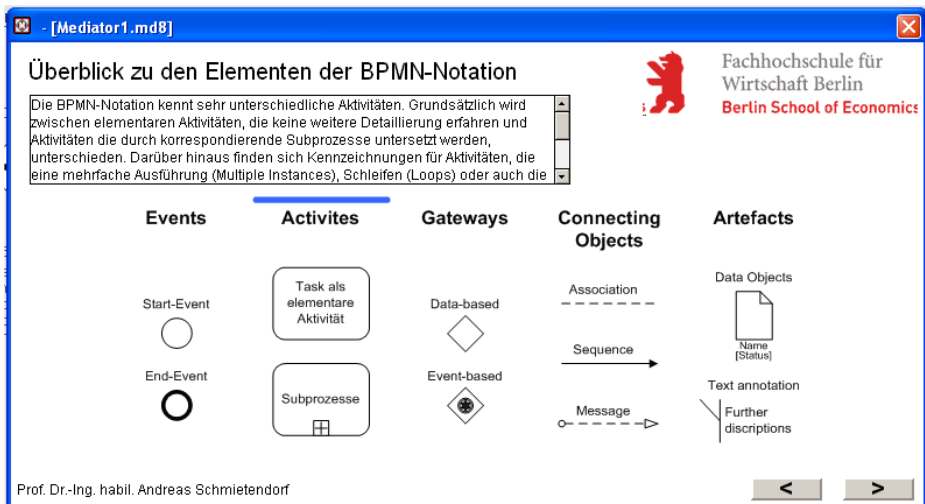 - [Mediator1.md8]
Überblick zu den Elementen der BPMN-Notation
Fachhochschule für
Wirtschaft Berlin
Berlin School of Economics
Die BPMN-Notation kennt sehr unterschiedliche Aktivitäten. Grundsätzlich wird
zwischen elementaren Aktivitäten, die keine weitere Detaillierung erfahren und
Aktivitäten die durch korrespondierende Subprozesse untersetzt werden,
unterschieden. Darüber hinaus finden sich Kennzeichnungen für Aktivitäten, die
eine mehrfache Ausführung (Multiple Instances), Schleifen (Loops) oder auch die
Events
Activites
Gateways
Connecting
Objects
Artefacts
Start-Event
End-Event
Task als
elementare
Aktivität
Subprozesse
Data-based
Event-based
Association
Sequence
Message
Data Objects
Name
[Status]
Text annotation
Further
discriptions
Prof. Dr.-Ing. habil. Andreas Schmietendorf
< >